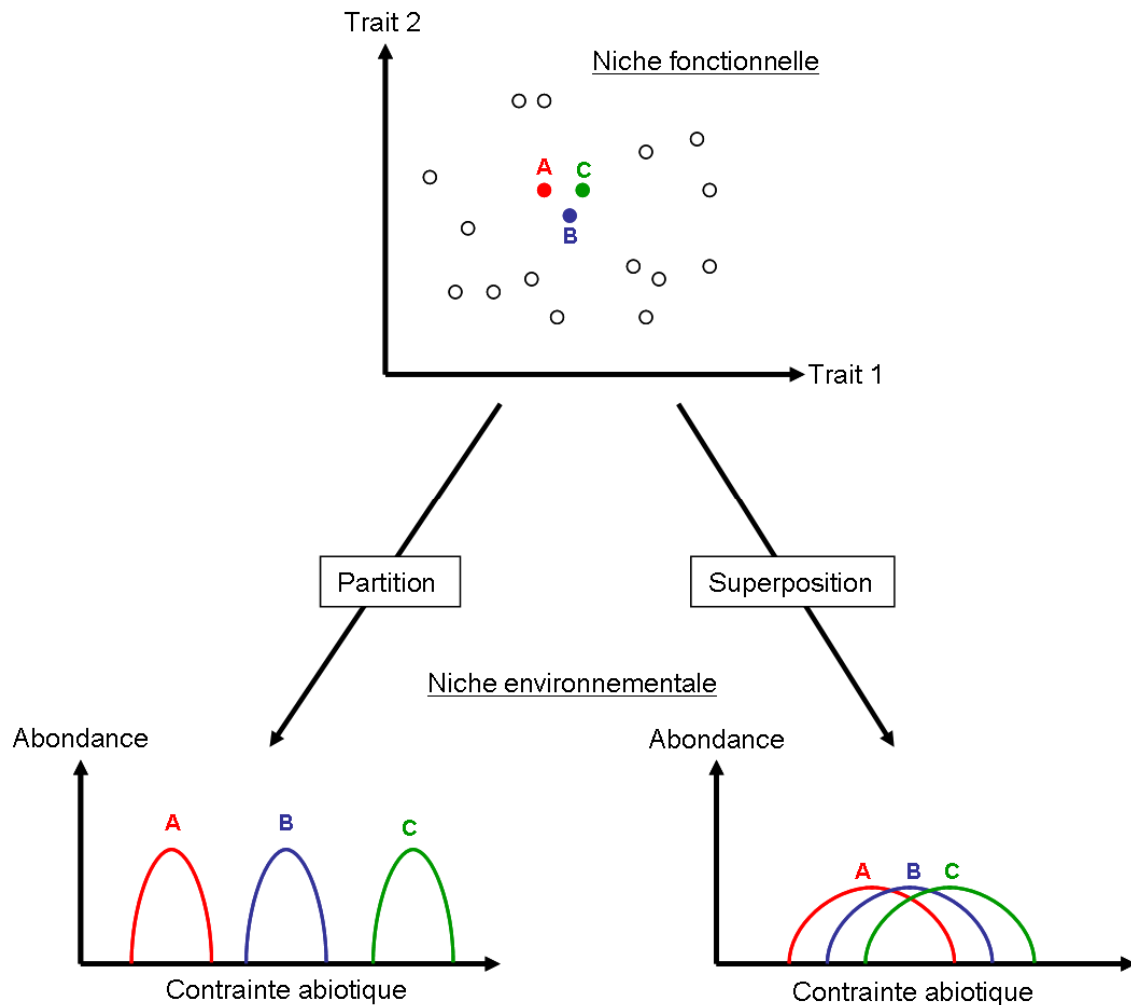 Trait 2
Niche fonctionnelle
A
C
B
Trait 1
Partition
Superposition
Niche environnementale
Abondance
A
B
C
Contrainte abiotique
Abondance
A
B
C
Contrainte abiotique